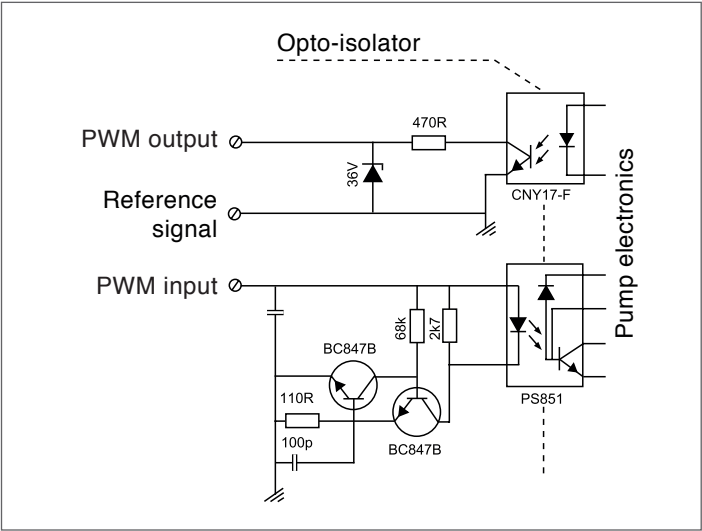 Opto-isolator
470R
PWM output
36V
Reference
signal
CNY17-F
Pump electronics
PWM input
68k
2k7
BC847B
110R
PS851
100p
BC847B